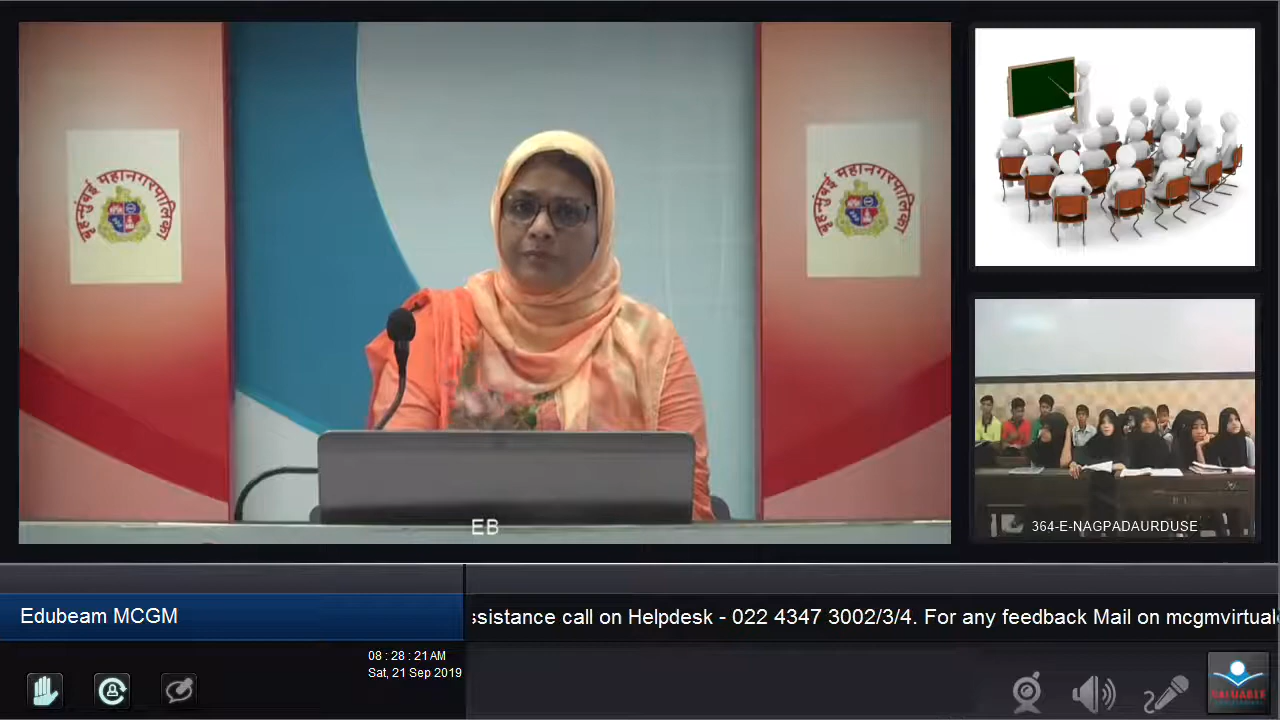 बृहन्मुंबई महानगरपालिका
बृहन्मुंबई महानगरपालिका
EB
364-E-NAGPADAURDUSE
Edubeam MCGM
ssistance call on Helpdesk - 022 4347 3002/3/4. For any feedback Mail on mcgmvirtual
08 : 28 : 21 AM
Sat, 21 Sep 2019
VALUABLE